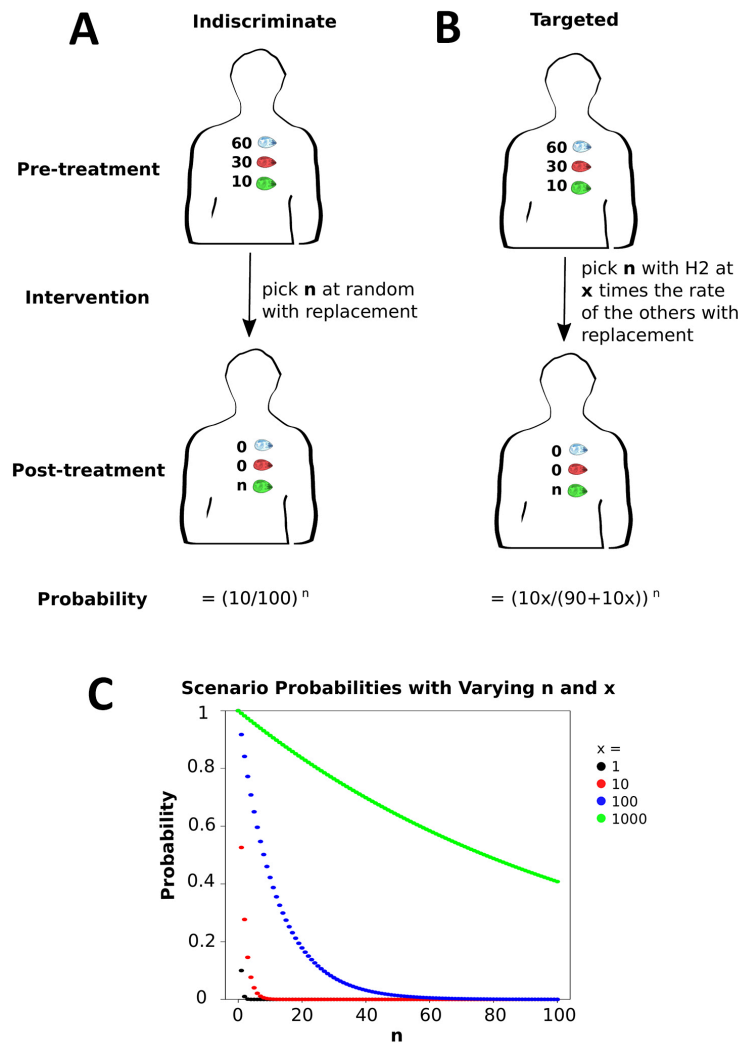 A
Indiscriminate
B
Targeted
Pre-treatment
60
30
10
60
30
10
Intervention
pick n at random
with replacement
pick n with H2 at
x times the rate
of the others with
replacement
Post-treatment
0
0
n
0
0
n
Probability
= (10/100) n
= (10x/(90+10x)) n
C
Scenario Probabilities with Varying n and x
1
0.8
0.6
0.4
0.2
0
Probability
0 20 40 60 80 100
n
x =
1
10
100
1000